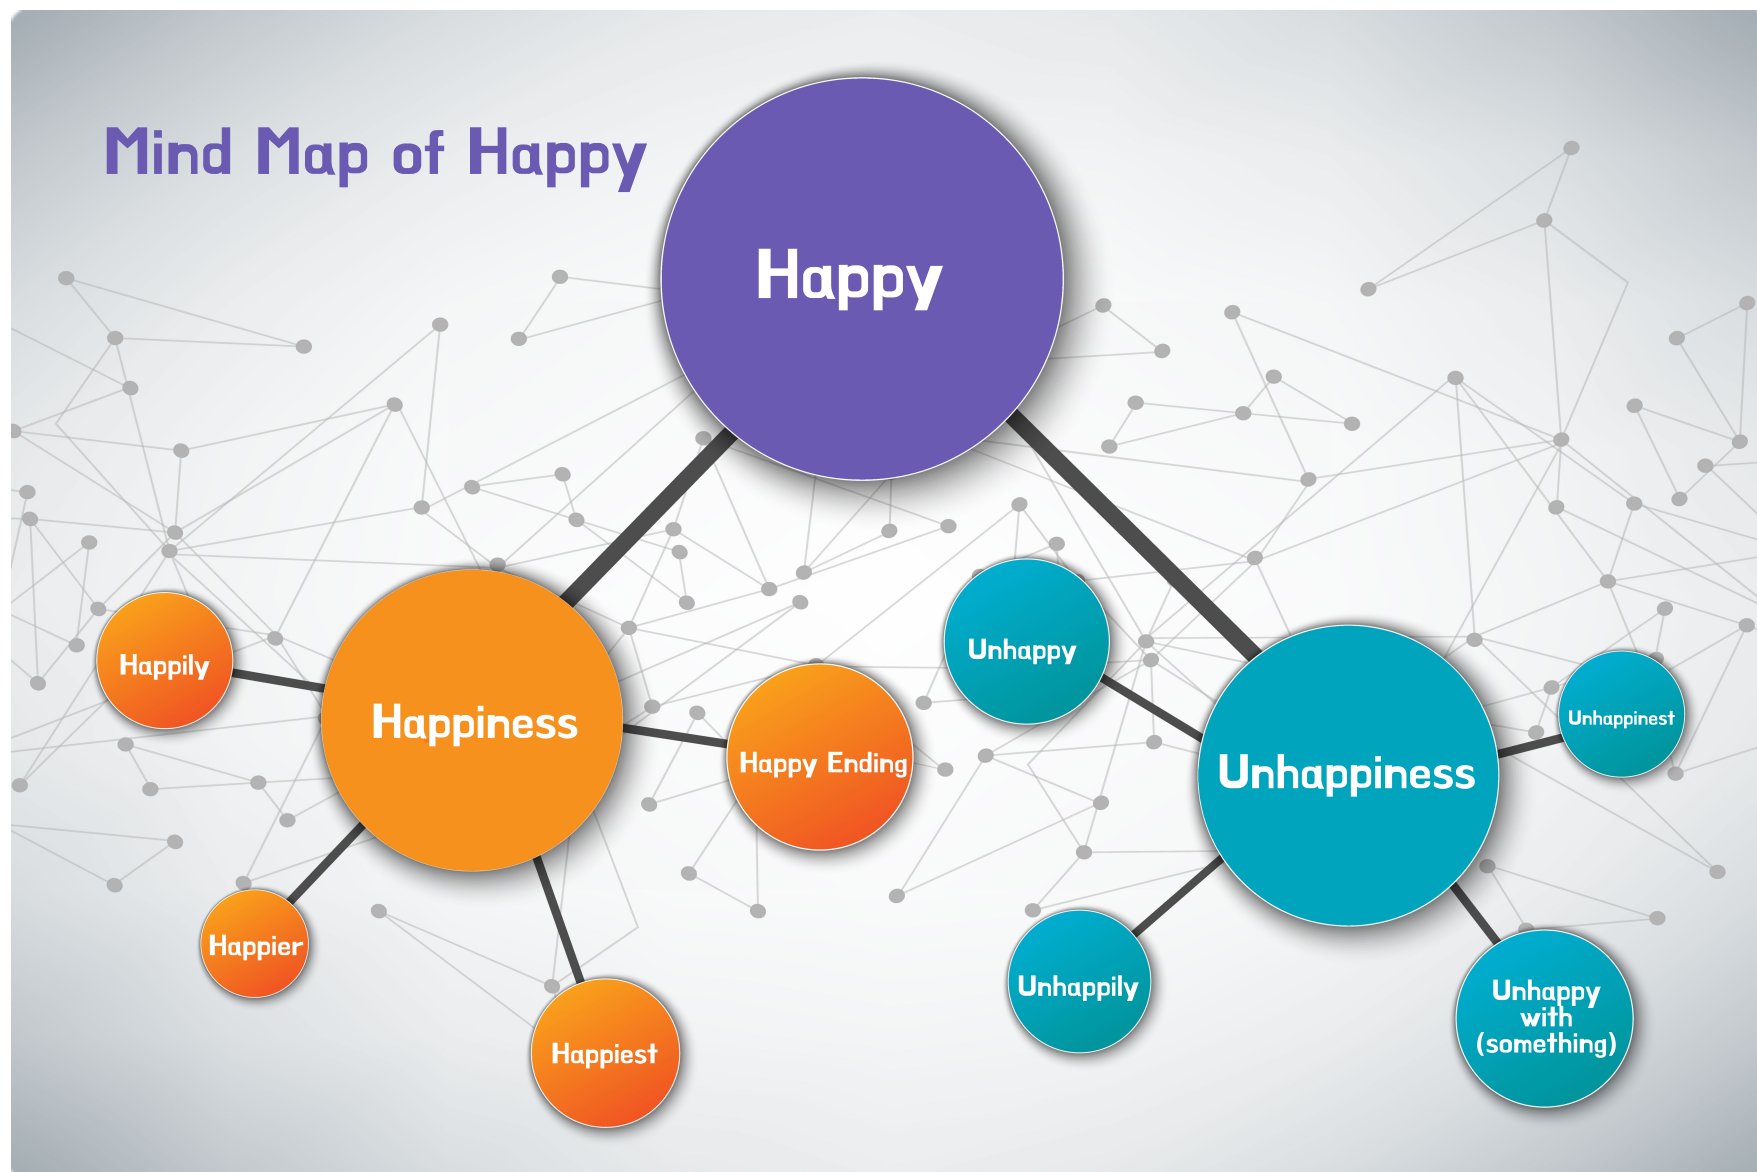 Mind Map of Happy
Happy
Happiness
Happily
Happy Ending
Happier
Happiest
Unhappiness
Unhappy
Unhappinest
Unhappily
Unhappy
with
(something)